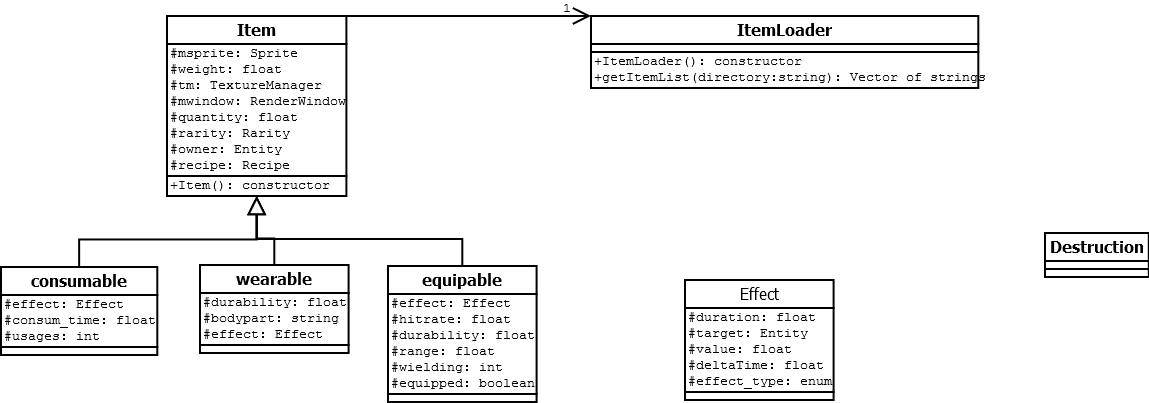 Item
#msprite: Sprite
#weight: float
#tm: TextureManager
#mwindow: RenderWindow
#quantity: float
#rarity: Rarity
#owner: Entity
#recipe: Recipe
+Item(): constructor
1
ItemLoader
+ItemLoader(): constructor
+getItemList(directory:string): Vector of strings
consumable
#effect: Effect
#consum_time: float
#usages: int
wearable
#durability: float
#bodypart: string
#effect: Effect
equipable
#effect: Effect
#hitrate: float
#durability: float
#range: float
#wielding: int
#equipped: boolean
Effect
#duration: float
#target: Entity
#value: float
#deltaTime: float
#effect_type: enum
Destruction